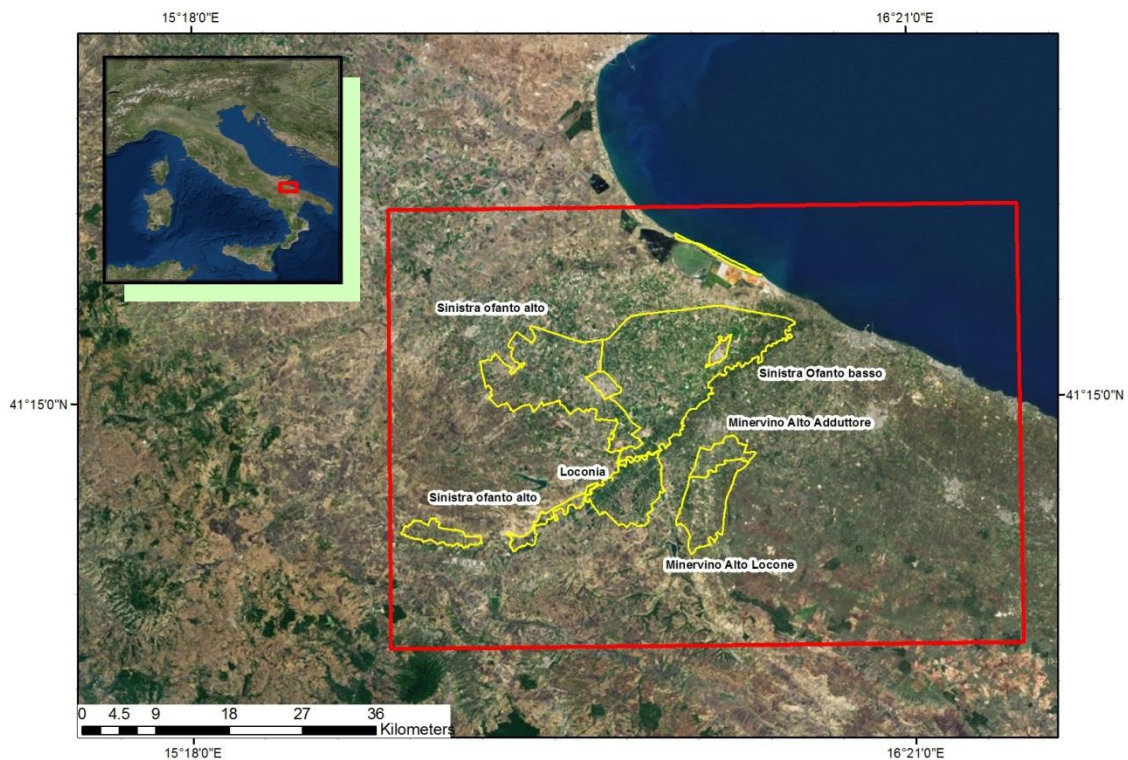 15°18'0"E 16°21'0"E
Sinistra ofanto alto
Sinistra Ofanto basso
41°15'0"N 41°15'0"N
Minervino Alto Adduttore
Loconia
Sinistra ofanto alto
Minervino Alto Locone
0 4.5 9 18 27 36
Kilometers
15°18'0"E 16°21'0"E